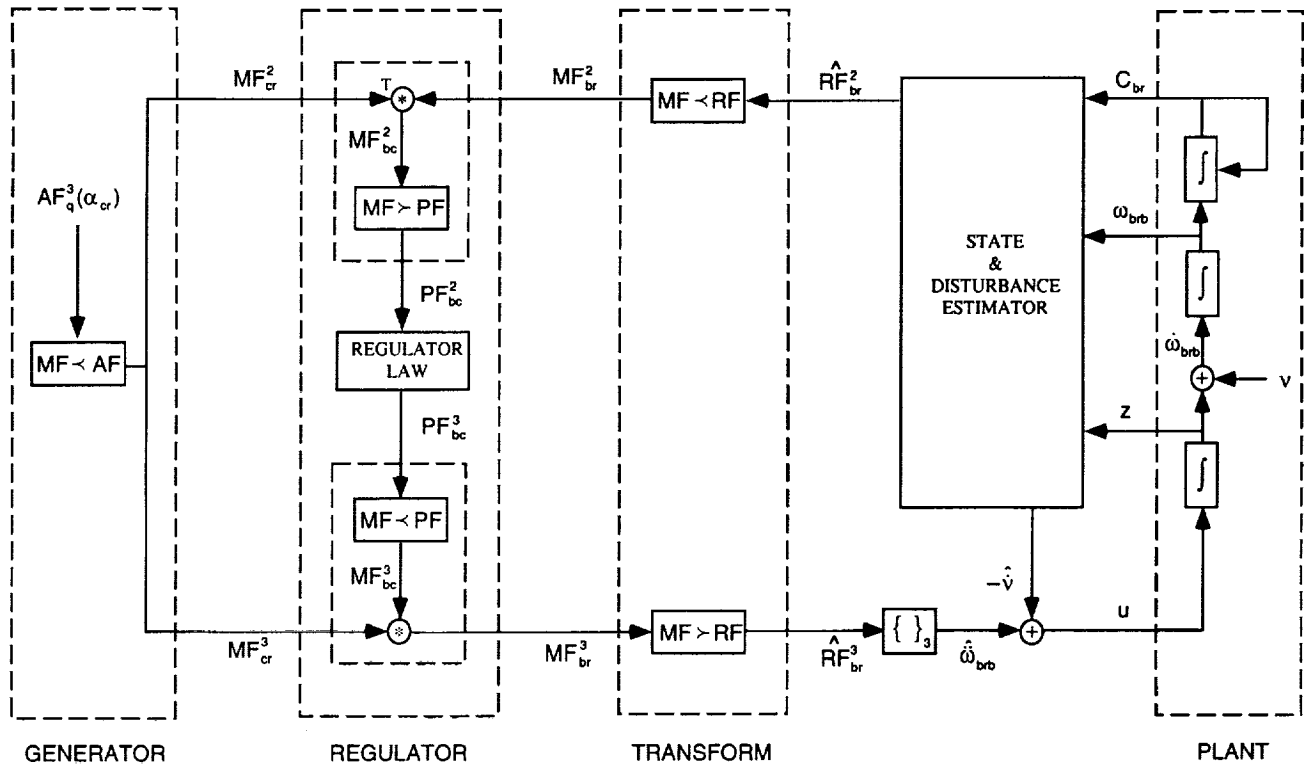 MF²cr
T
*
MF²br
MF ≺ RF
R̂F²br
Cbr
∫
MF²bc
AF³q(αcr)
MF ≻ PF
ωbrb
STATE
&
DISTURBANCE
ESTIMATOR
∫
PF²bc
MF ≺ AF
REGULATOR
LAW
ω̇brb
+
ν
PF³bc
z
∫
MF ≺ PF
MF³bc
−ν̇̂
*
MF³cr
MF³br
MF ≻ RF
R̂F³br
{ }₃
ω̈̂brb
+
u
GENERATOR
REGULATOR
TRANSFORM
PLANT